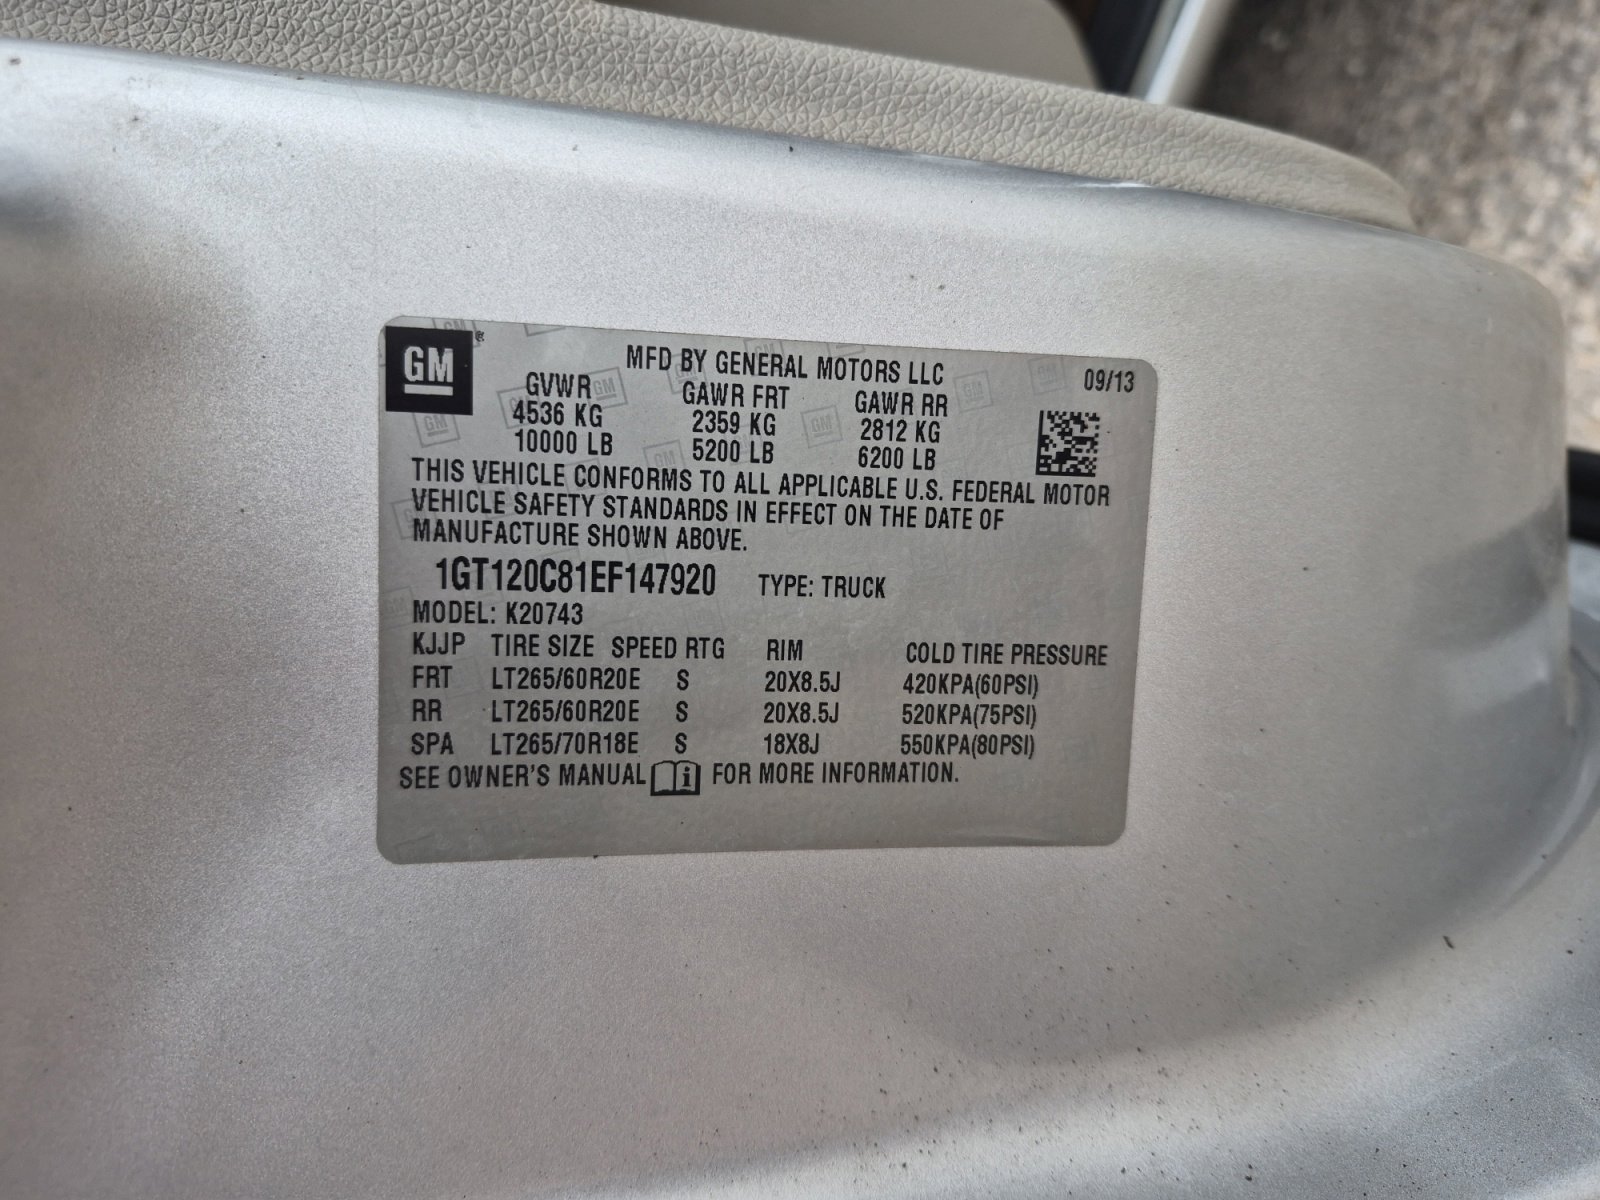 GM
MFD BY GENERAL MOTORS LLC 09/13
GVWR GAWR FRT GAWR RR
4536 KG 2359 KG 2812 KG
10000 LB 5200 LB 6200 LB
THIS VEHICLE CONFORMS TO ALL APPLICABLE U.S. FEDERAL MOTOR
VEHICLE SAFETY STANDARDS IN EFFECT ON THE DATE OF
MANUFACTURE SHOWN ABOVE.
1GT120C81EF147920 TYPE: TRUCK
MODEL: K20743
KJJP TIRE SIZE SPEED RTG RIM COLD TIRE PRESSURE
FRT LT265/60R20E S 20X8.5J 420KPA(60PSI)
RR LT265/60R20E S 20X8.5J 520KPA(75PSI)
SPA LT265/70R18E S 18X8J 550KPA(80PSI)
SEE OWNER'S MANUAL i FOR MORE INFORMATION.